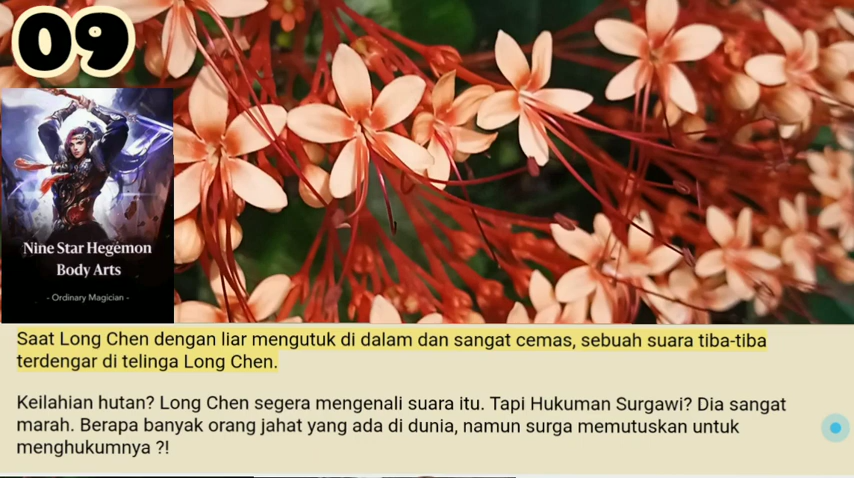 09
Nine Star Hegemon
Body Arts
- Ordinary Magician -
Saat Long Chen dengan liar mengutuk di dalam dan sangat cemas, sebuah suara tiba-tiba
terdengar di telinga Long Chen.
Keilahian hutan? Long Chen segera mengenali suara itu. Tapi Hukuman Surgawi? Dia sangat
marah. Berapa banyak orang jahat yang ada di dunia, namun surga memutuskan untuk
menghukumnya ?!